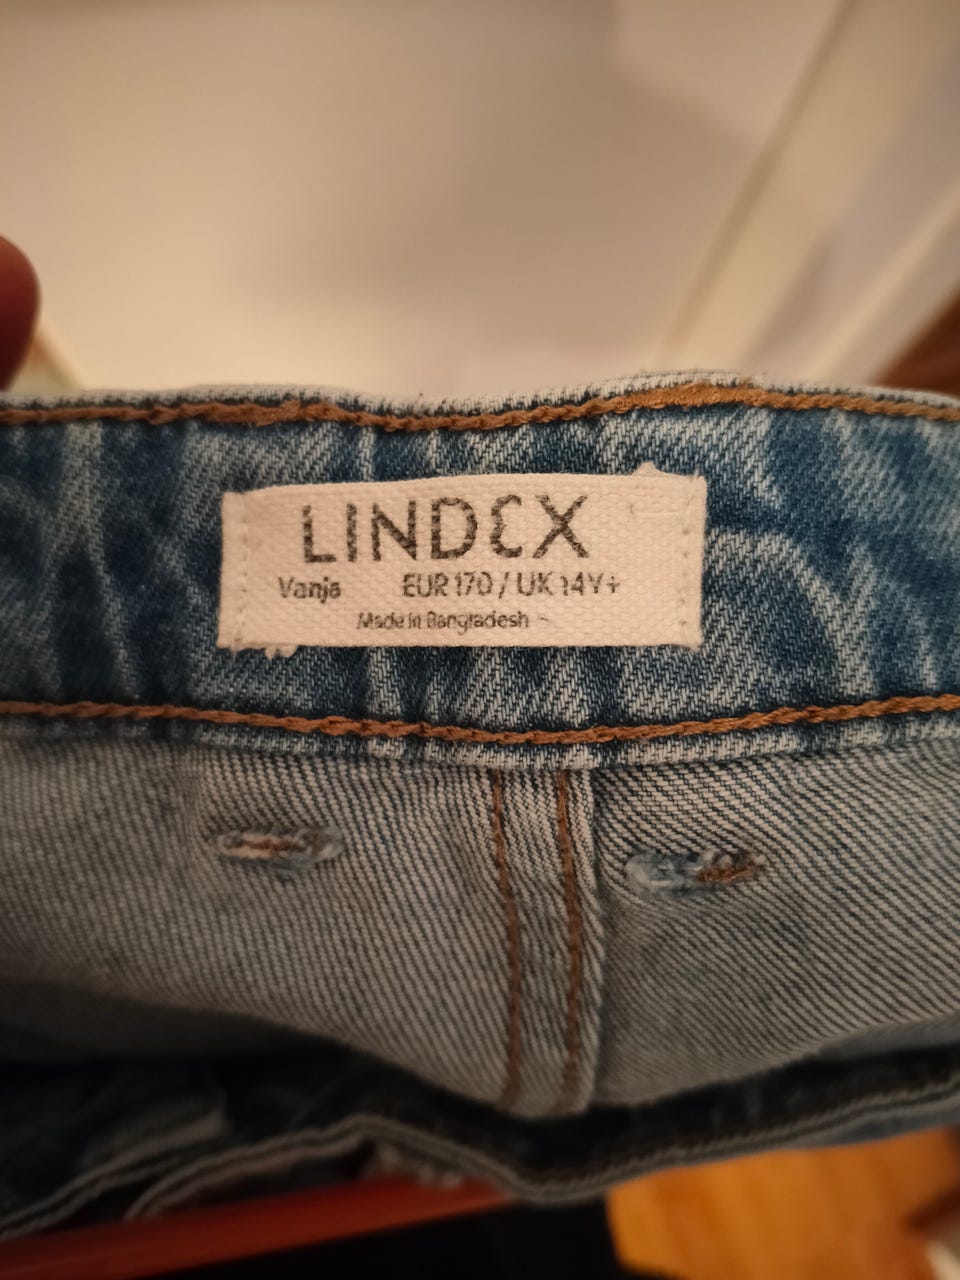 LINDEX
Vanja EUR 170 / UK 14Y+
Made in Bangladesh